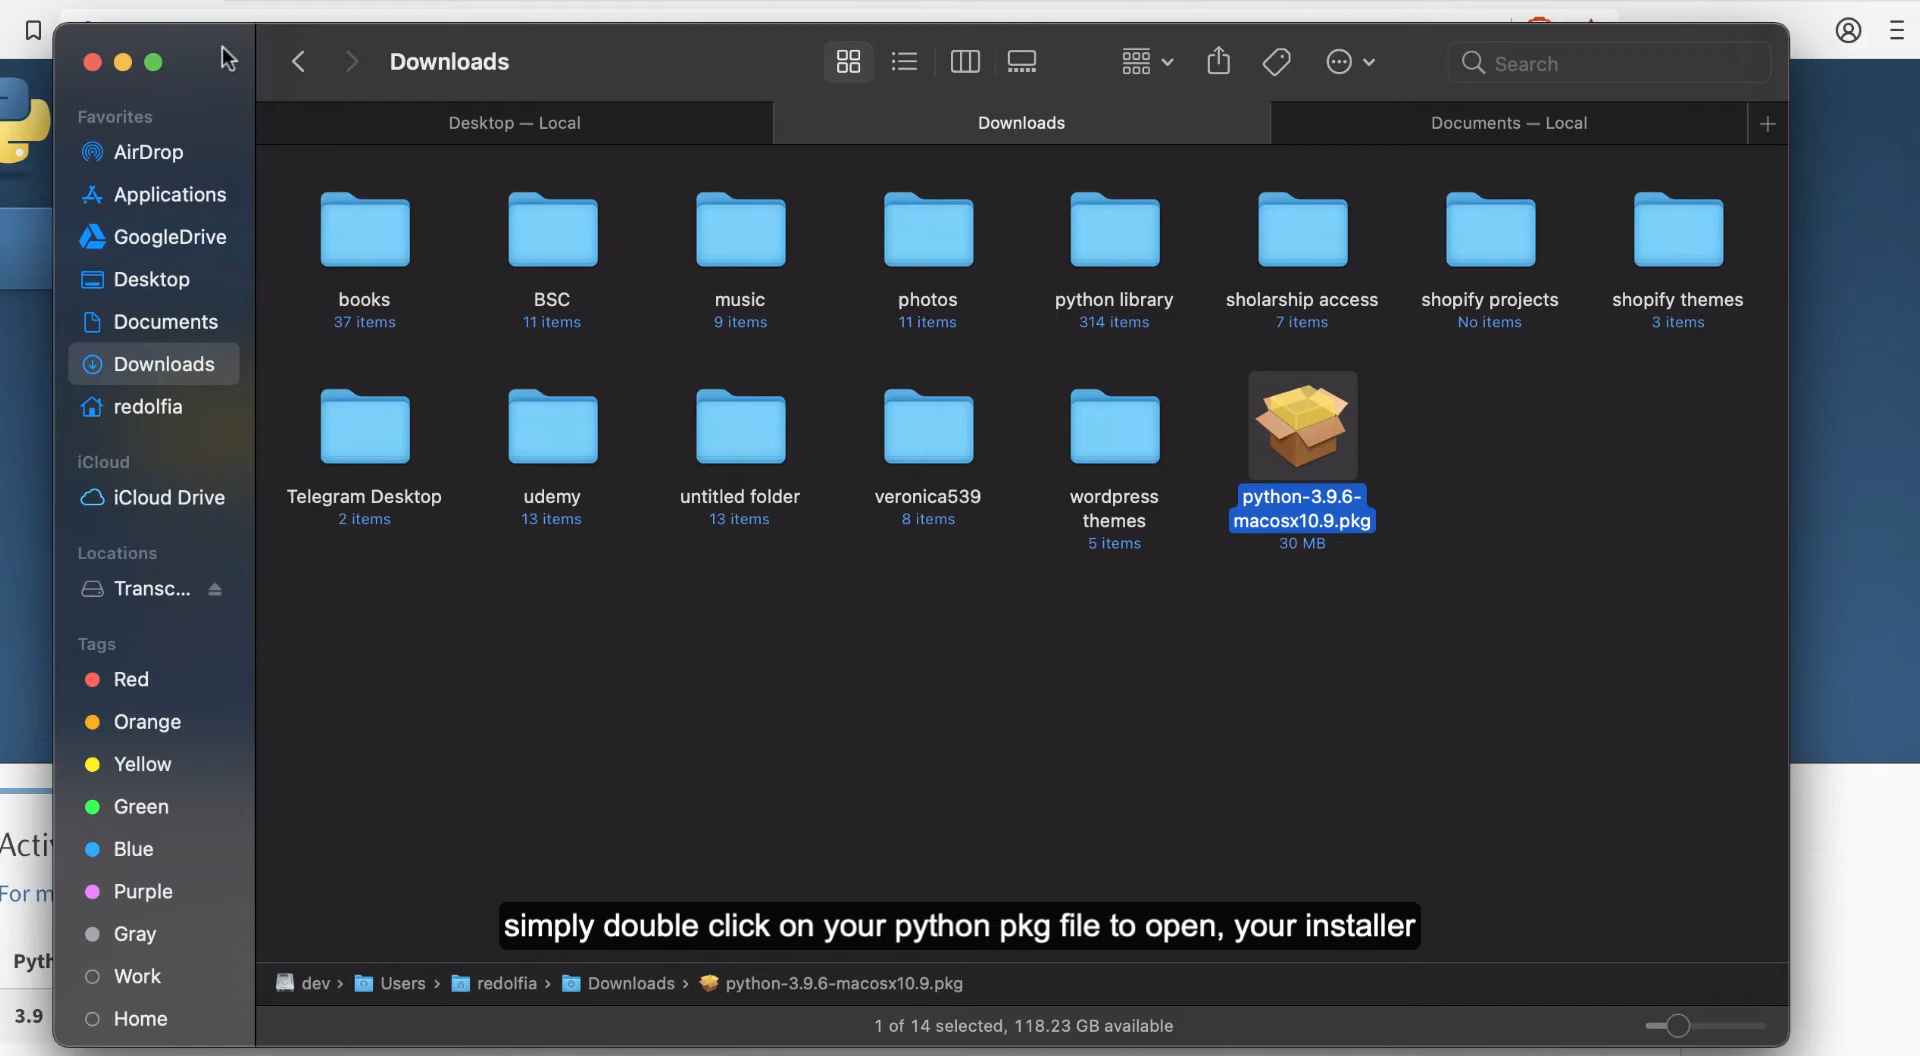 Downloads
Search
Desktop — Local
Downloads
Documents — Local
Favorites
AirDrop
Applications
GoogleDrive
Desktop
Documents
Downloads
redolfia
iCloud
iCloud Drive
Locations
Transc...
Tags
Red
Orange
Yellow
Green
Blue
Purple
Gray
Work
Home
books
37 items
BSC
11 items
music
9 items
photos
11 items
python library
314 items
sholarship access
7 items
shopify projects
No items
shopify themes
3 items
Telegram Desktop
2 items
udemy
13 items
untitled folder
13 items
veronica539
8 items
wordpress
themes
5 items
python-3.9.6-
macosx10.9.pkg
30 MB
simply double click on your python pkg file to open, your installer
dev › Users › redolfia › Downloads › python-3.9.6-macosx10.9.pkg
1 of 14 selected, 118.23 GB available
Acti
For m
Pyth
3.9